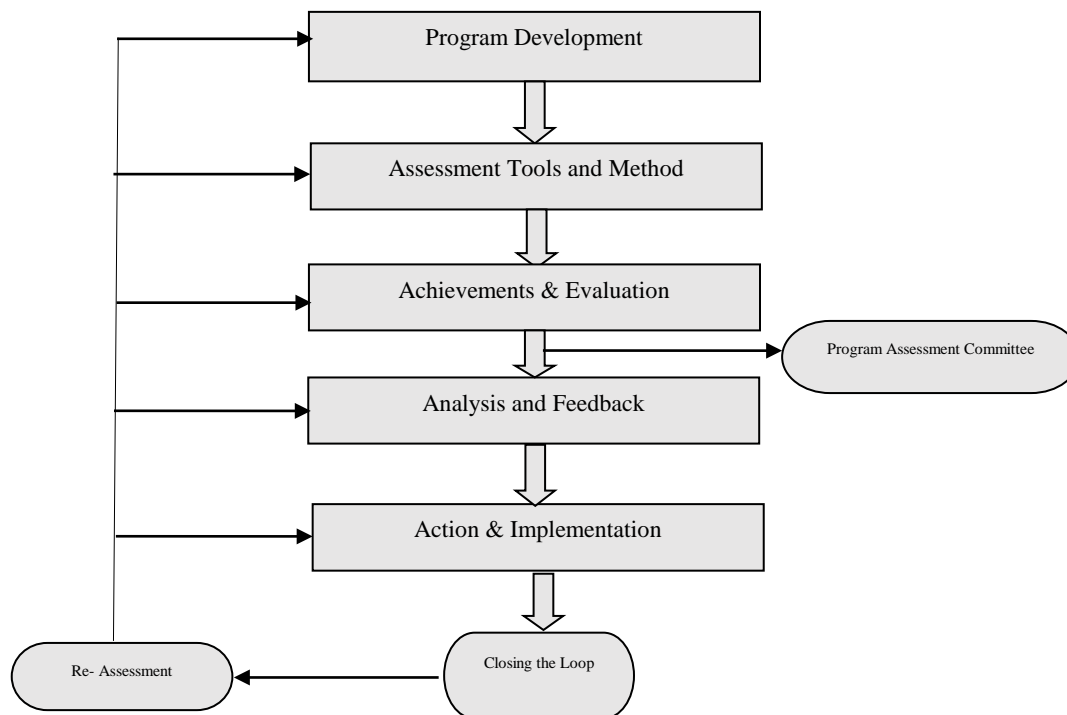 Program Development
Assessment Tools and Method
Achievements & Evaluation
Program Assessment Committee
Analysis and Feedback
Action & Implementation
Closing the Loop
Re- Assessment